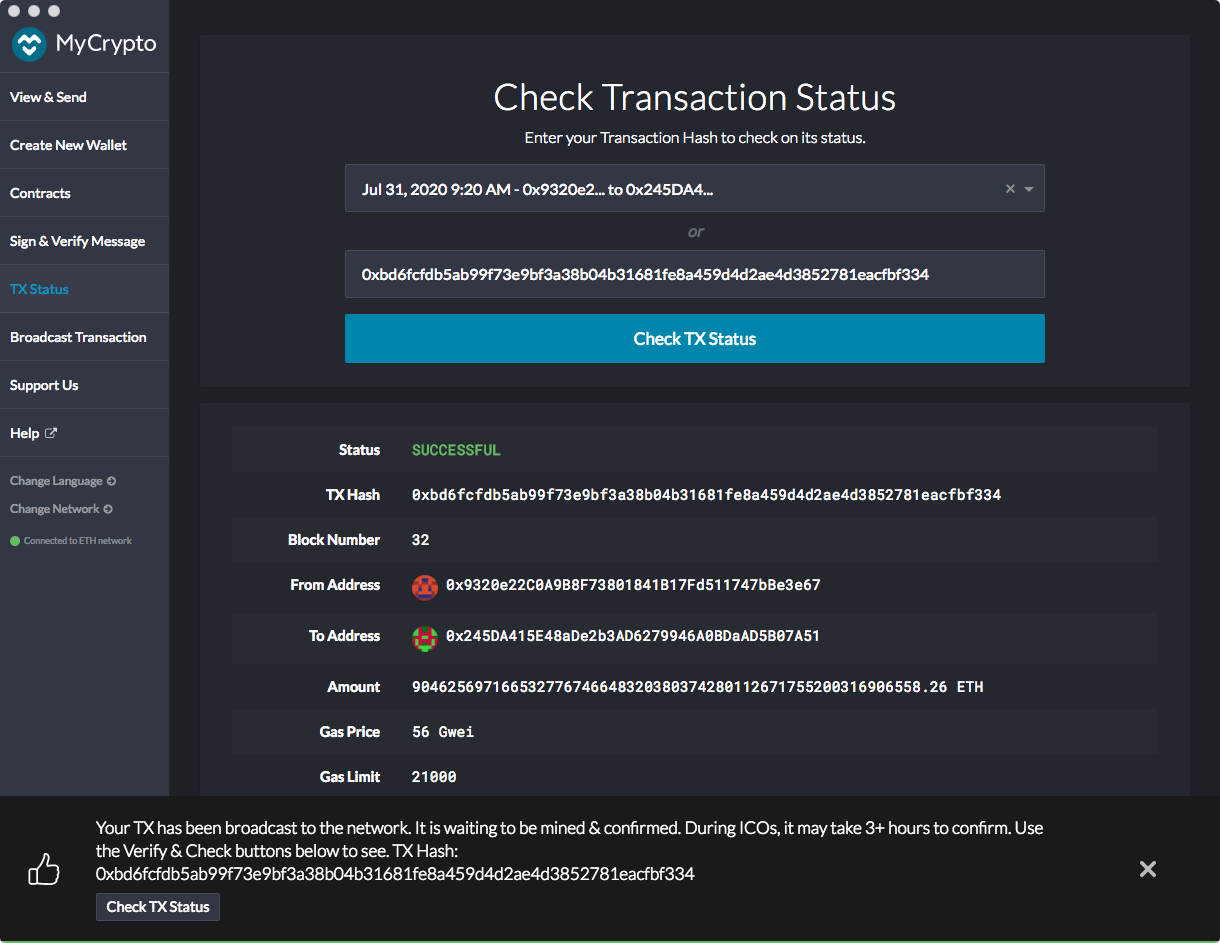 MyCrypto
View & Send
Create New Wallet
Contracts
Sign & Verify Message
TX Status
Broadcast Transaction
Support Us
Help
Change Language
Change Network
Connected to ETH network
Check Transaction Status
Enter your Transaction Hash to check on its status.
Jul 31, 2020 9:20 AM - 0x9320e2... to 0x245DA4...
or
0xbd6fcfdb5ab99f73e9bf3a38b04b31681fe8a459d4d2ae4d3852781eacfbf334
Check TX Status
Status SUCCESSFUL
TX Hash 0xbd6fcfdb5ab99f73e9bf3a38b04b31681fe8a459d4d2ae4d3852781eacfbf334
Block Number 32
From Address 0x9320e22C0A9B8F73801841B17Fd511747bBe3e67
To Address 0x245DA415E48aDe2b3AD6279946A0BDaAD5B07A51
Amount 904625697166532776746648320380374280112671755200316906558.26 ETH
Gas Price 56 Gwei
Gas Limit 21000
Your TX has been broadcast to the network. It is waiting to be mined & confirmed. During ICOs, it may take 3+ hours to confirm. Use
the Verify & Check buttons below to see. TX Hash:
0xbd6fcfdb5ab99f73e9bf3a38b04b31681fe8a459d4d2ae4d3852781eacfbf334
Check TX Status